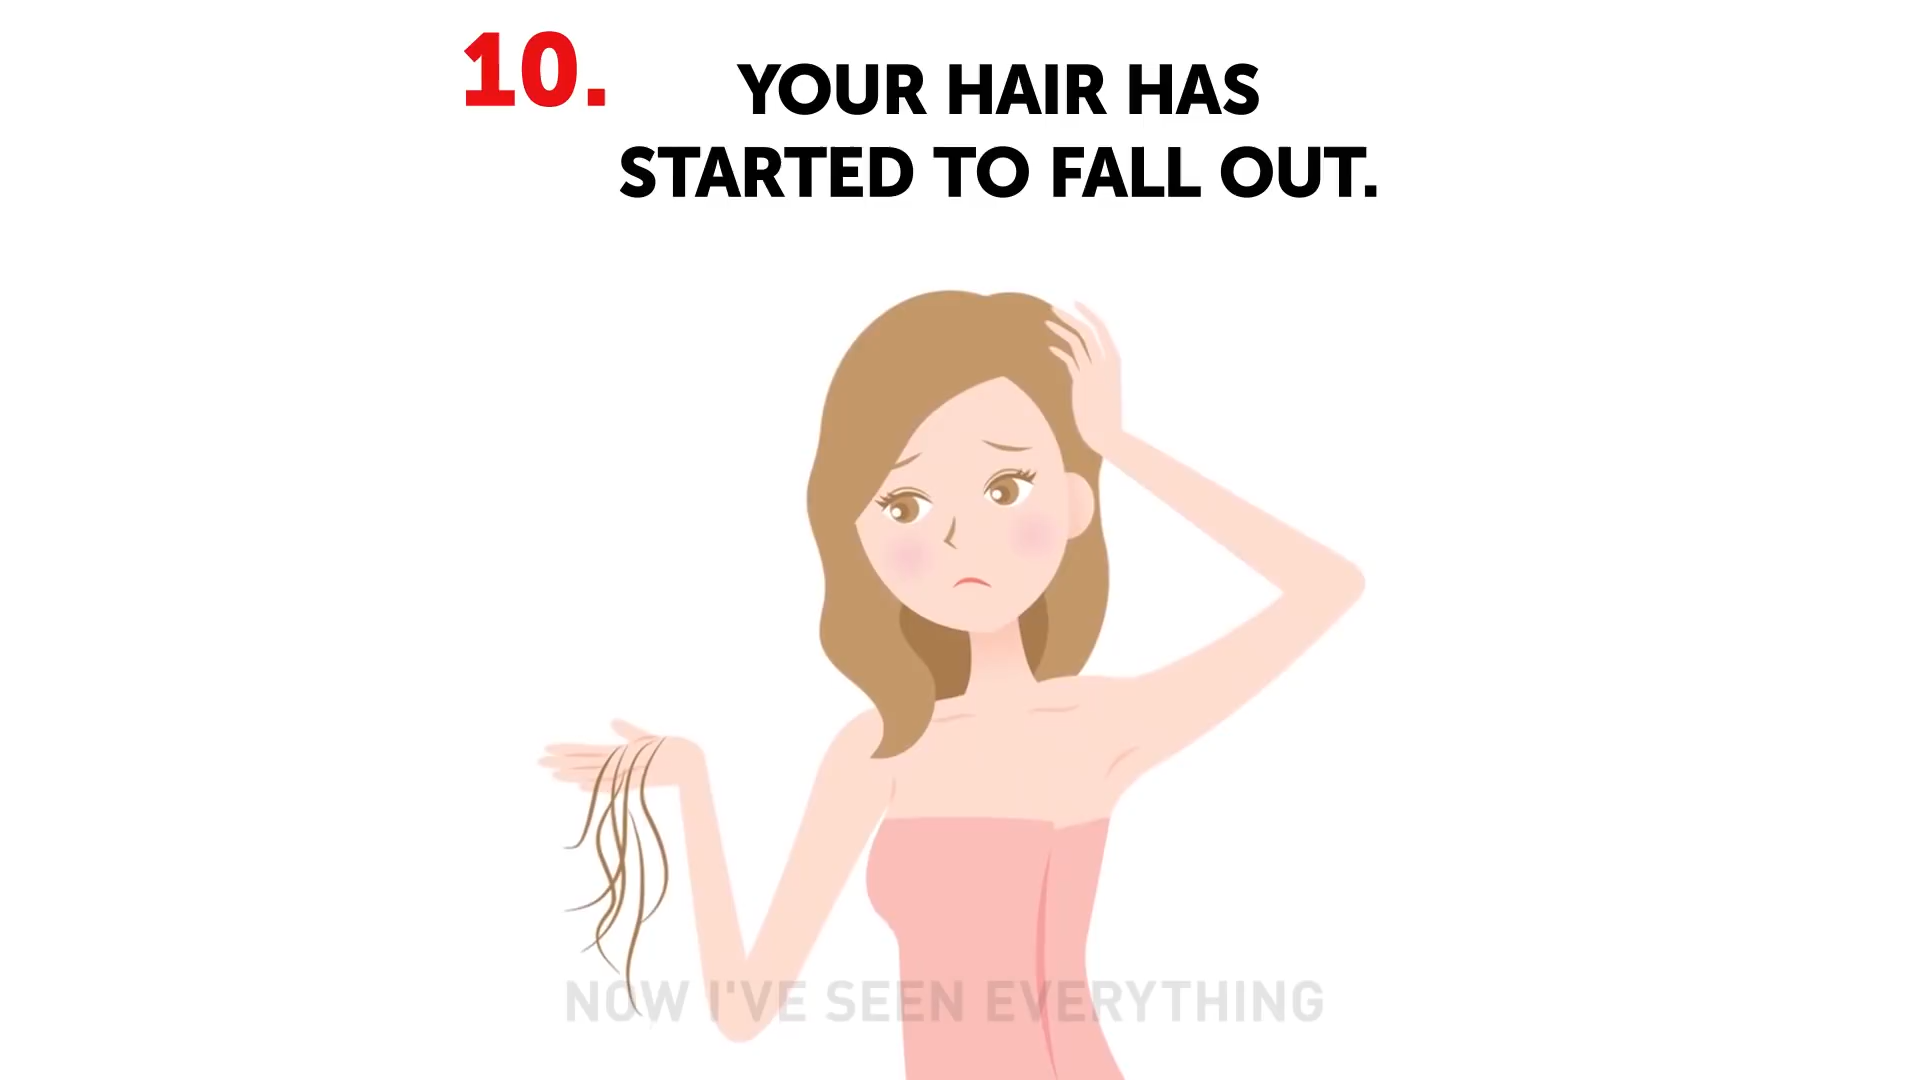 10.
YOUR HAIR HAS
STARTED TO FALL OUT.
NOW I'VE SEEN EVERYTHING